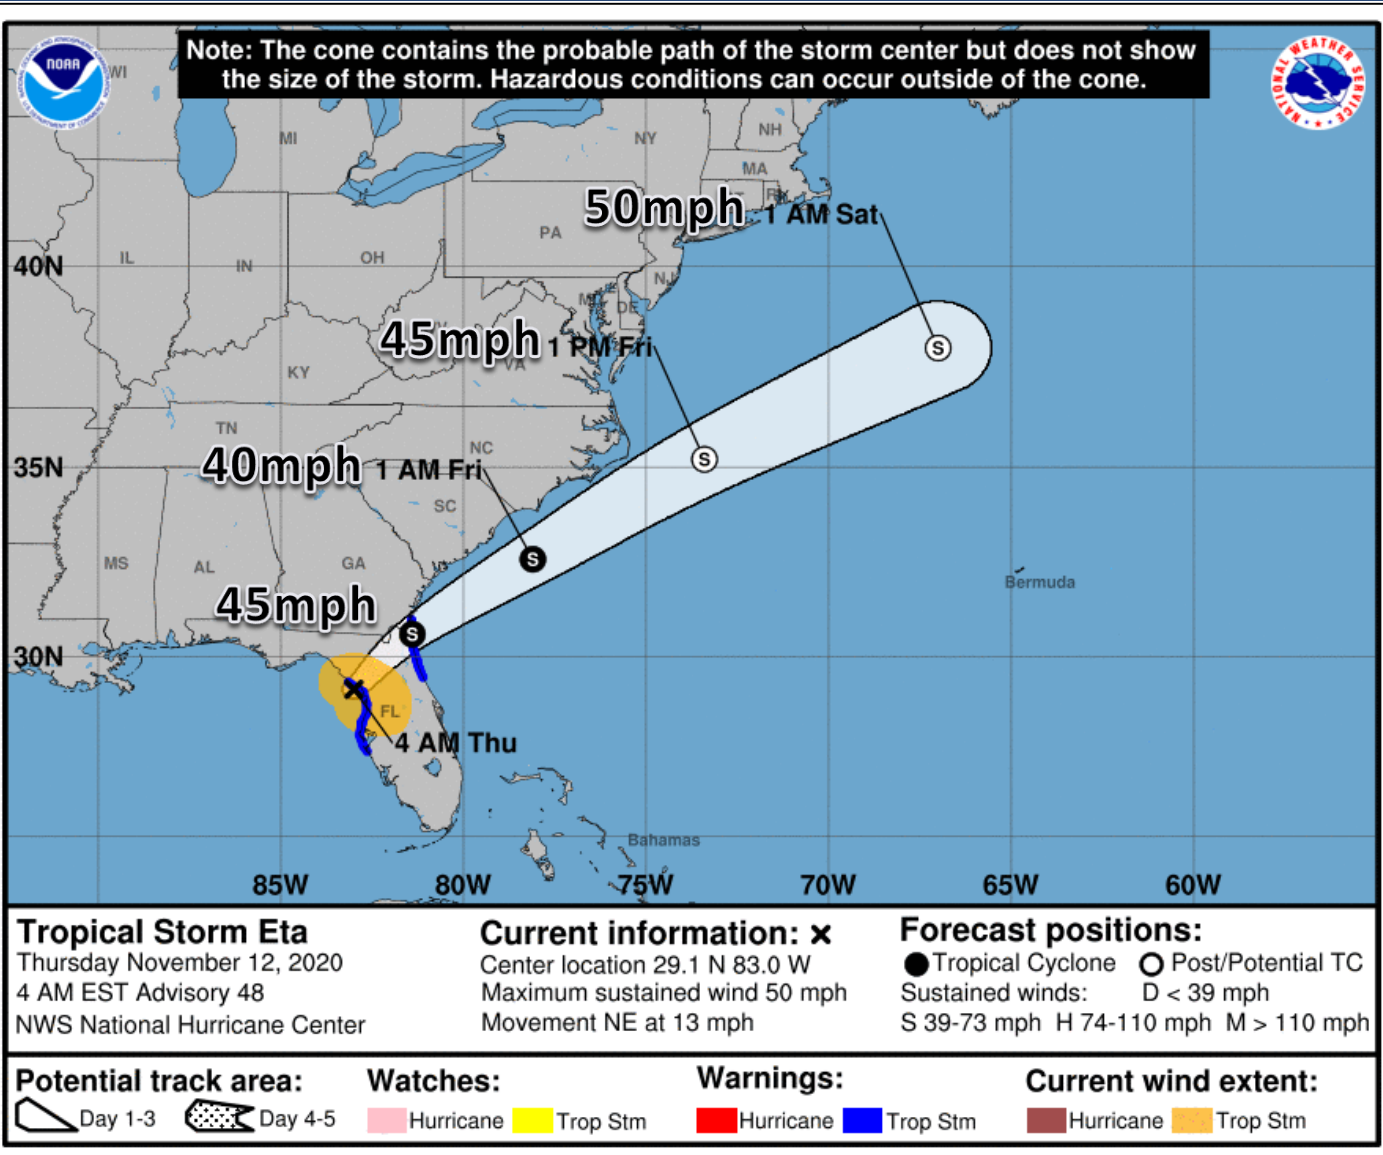 Note: The cone contains the probable path of the storm center but does not show
the size of the storm. Hazardous conditions can occur outside of the cone.
NOAA
NATIONAL WEATHER SERVICE
WI
MI
NY
NH
MA
50mph
1 AM Sat
PA
IL
IN
OH
NJ
40N
DE
45mph
1 PM Fri
KY
VA
TN
NC
40mph
1 AM Fri
35N
SC
MS
AL
GA
S
S
S
S
Bermuda
45mph
30N
FL
4 AM Thu
Bahamas
85W
80W
75W
70W
65W
60W
Tropical Storm Eta
Thursday November 12, 2020
4 AM EST Advisory 48
NWS National Hurricane Center
Current information: ×
Center location 29.1 N 83.0 W
Maximum sustained wind 50 mph
Movement NE at 13 mph
Forecast positions:
Tropical Cyclone Post/Potential TC
Sustained winds: D < 39 mph
S 39-73 mph H 74-110 mph M > 110 mph
Potential track area:
Day 1-3 Day 4-5
Watches:
Hurricane Trop Stm
Warnings:
Hurricane Trop Stm
Current wind extent:
Hurricane Trop Stm